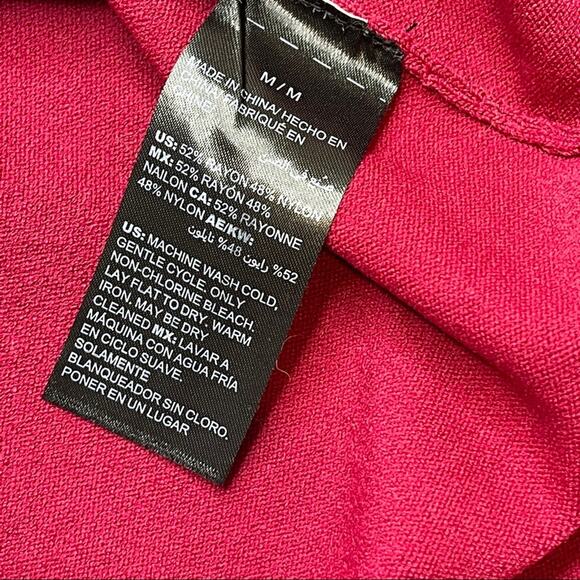 M / M
MADE IN CHINA/ HECHO EN
CHINA/ FABRIQUÉ EN
CHINE/
صنع في الصين
US: 52% RAYON 48% NYLON
MX: 52% RAYÓN 48%
NAILON CA: 52% RAYONNE
48% NYLON AE/KW:
52% رايون 48% نايلون
US: MACHINE WASH COLD,
GENTLE CYCLE. ONLY
NON-CHLORINE BLEACH.
LAY FLAT TO DRY. WARM
IRON. MAY BE DRY
CLEANED MX: LAVAR A
MÁQUINA CON AGUA FRÍA
EN CICLO SUAVE.
SOLAMENTE
BLANQUEADOR SIN CLORO.
PONER EN UN LUGAR